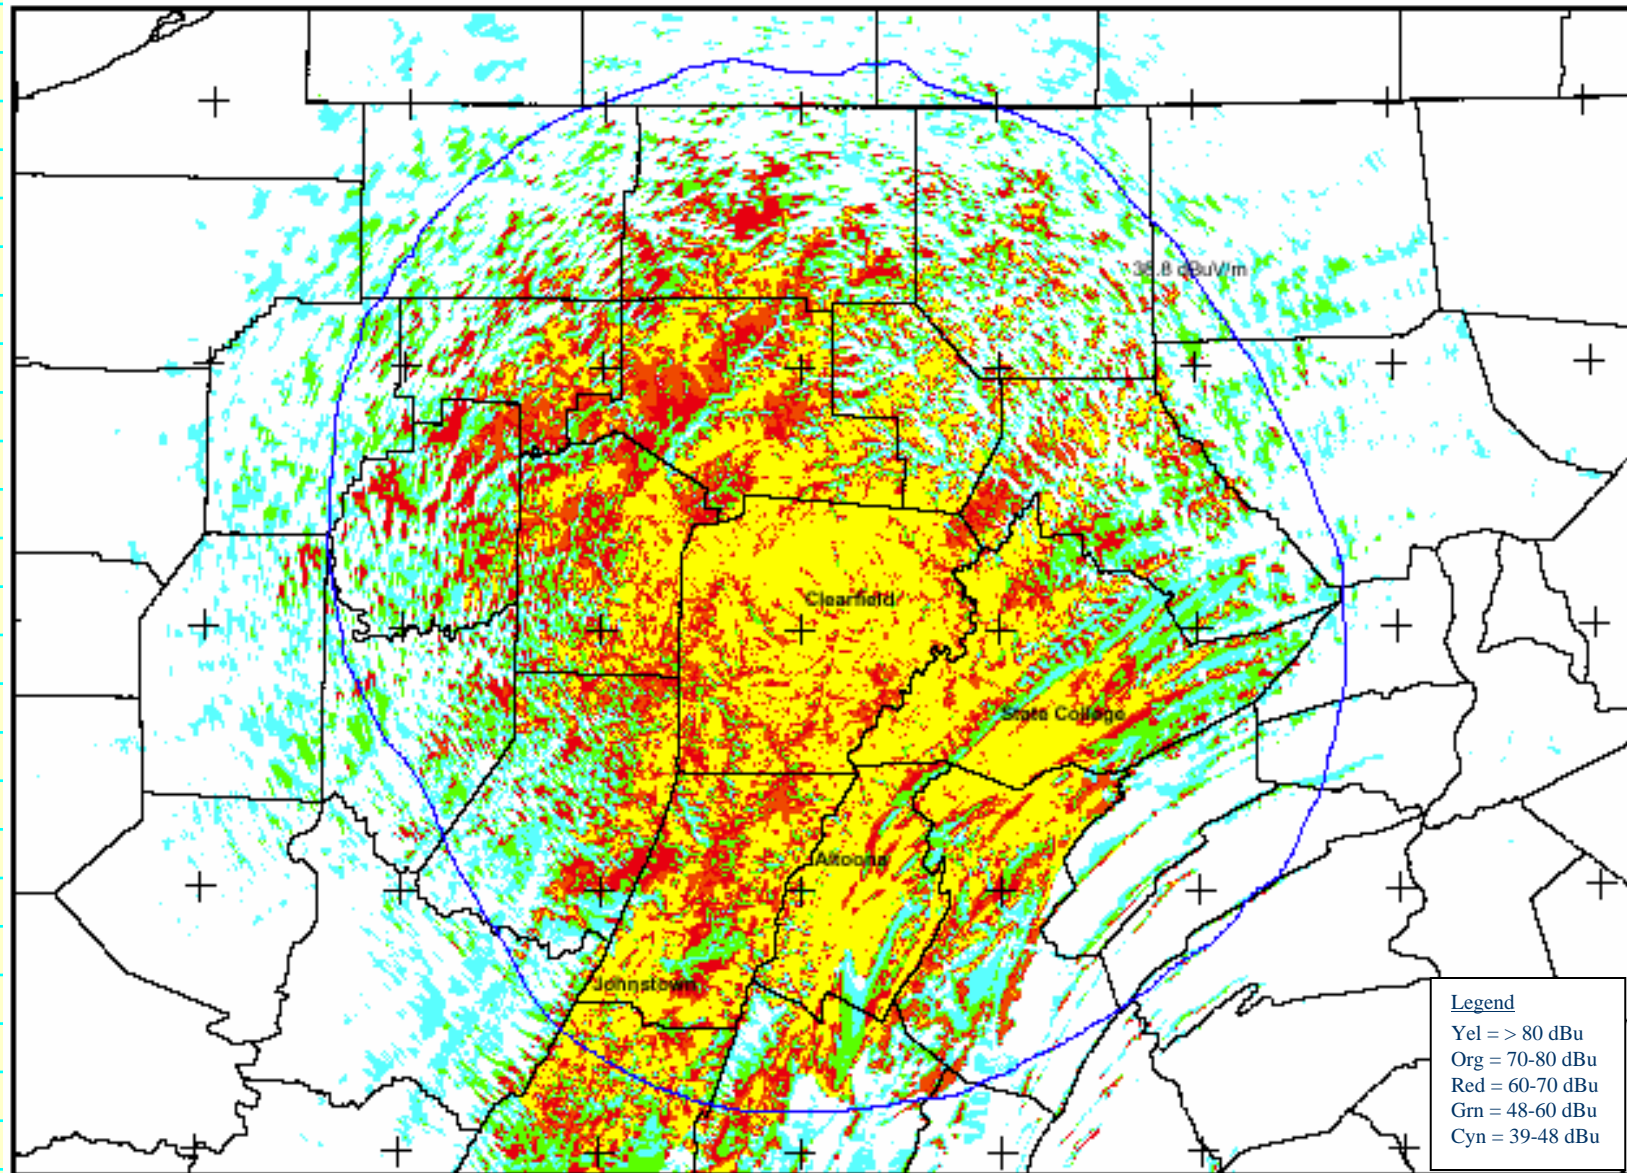 38.8 dBuV/m
Clearfield
State College
Altoona
Johnstown
Legend
Yel = > 80 dBu
Org = 70-80 dBu
Red = 60-70 dBu
Grn = 48-60 dBu
Cyn = 39-48 dBu